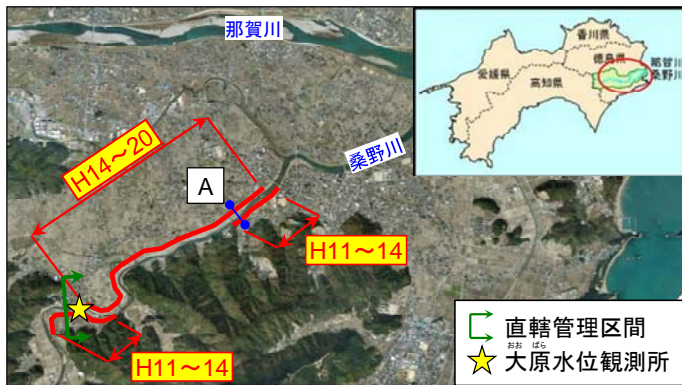 那賀川
香川県
徳島県
愛媛県
高知県
那賀川
桑野川
桑野川
H14～20
A
H11～14
H11～14
直轄管理区間
おお ばら
大原水位観測所